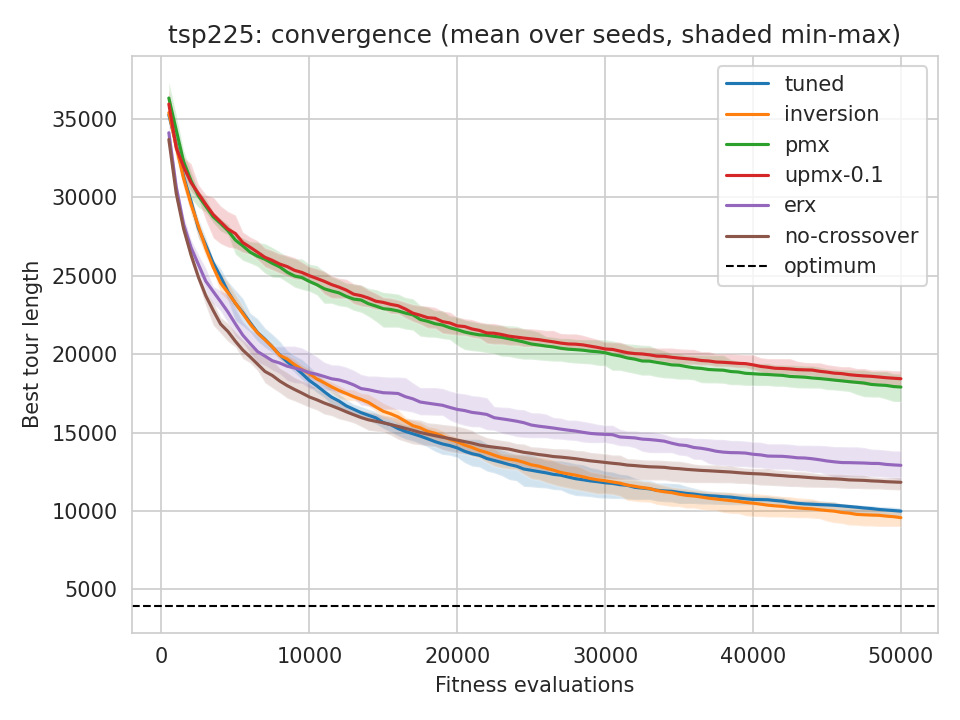 tsp225: convergence (mean over seeds, shaded min-max)
tuned
inversion
pmx
upmx-0.1
erx
no-crossover
optimum
Best tour length
35000
30000
25000
20000
15000
10000
5000
0 10000 20000 30000 40000 50000
Fitness evaluations